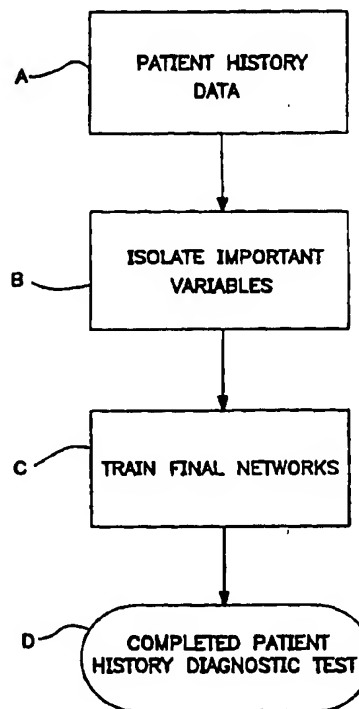 A
PATIENT HISTORY
DATA
B
ISOLATE IMPORTANT
VARIABLES
C
TRAIN FINAL NETWORKS
D
COMPLETED PATIENT
HISTORY DIAGNOSTIC TEST